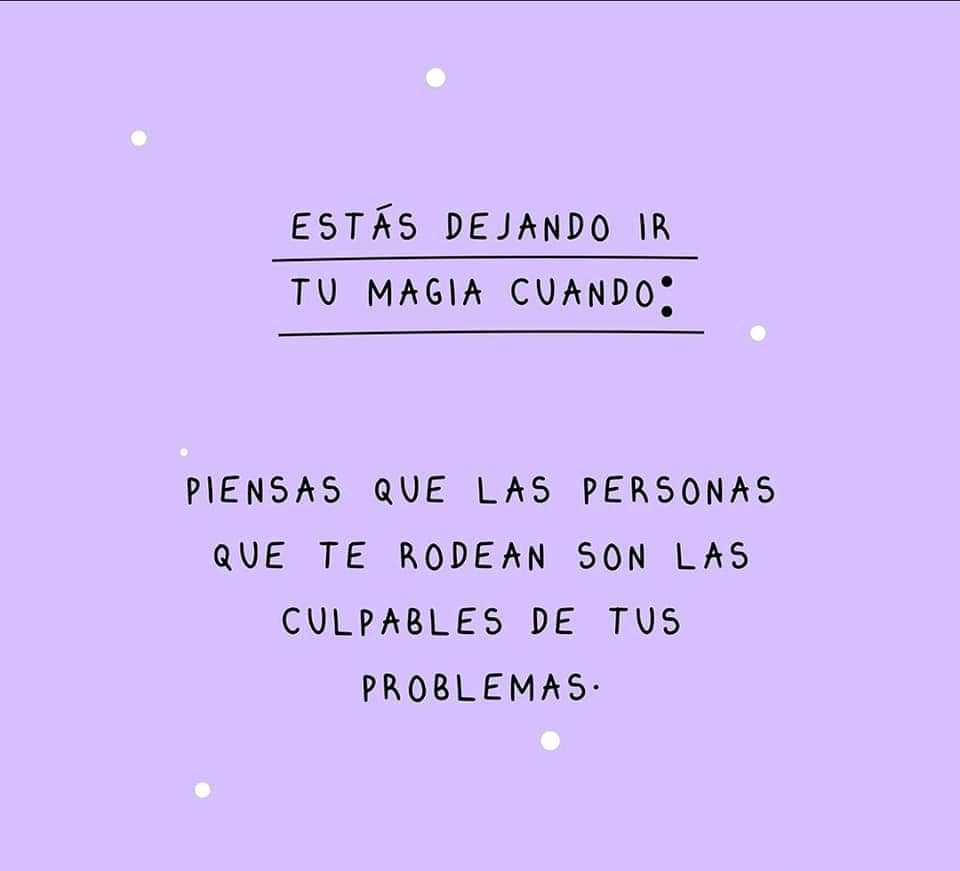 ESTÁS DEJANDO IR
TU MAGIA CUANDO:
PIENSAS QUE LAS PERSONAS
QUE TE RODEAN SON LAS
CULPABLES DE TUS
PROBLEMAS.